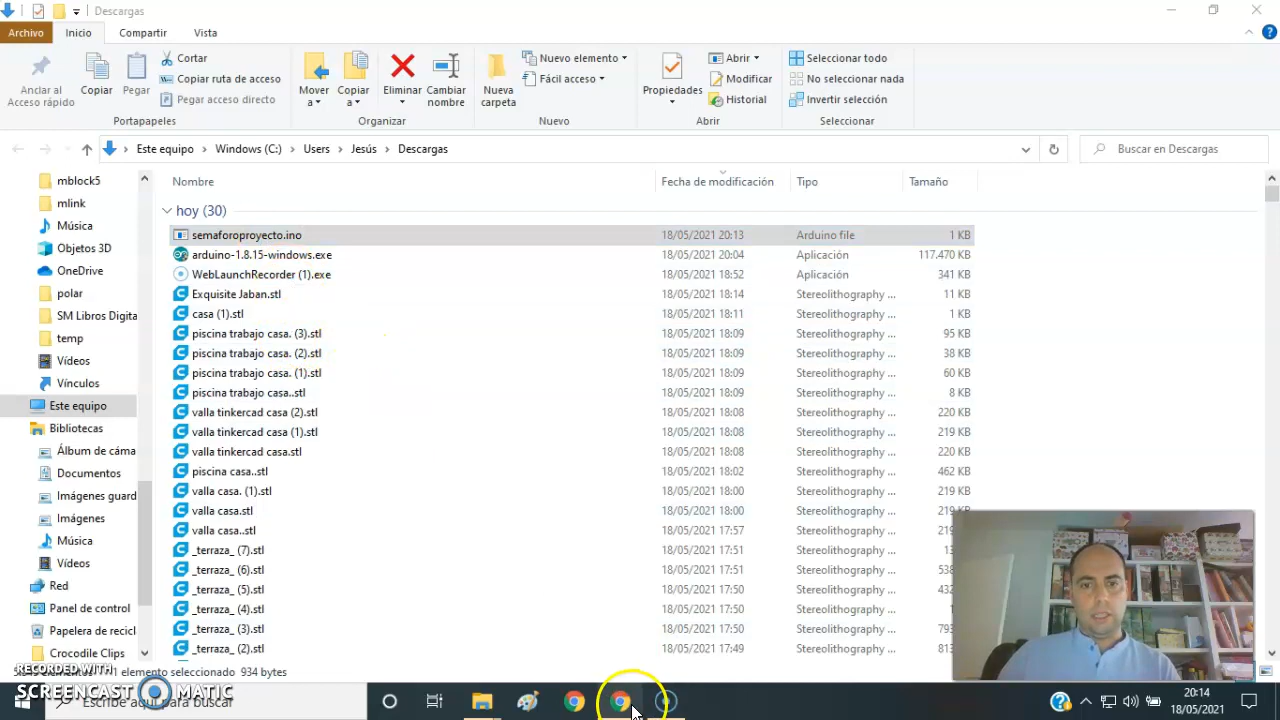 Descargas
Archivo
Inicio
Compartir
Vista
Anclar al
Acceso rápido
Copiar
Pegar
Cortar
Copiar ruta de acceso
Pegar acceso directo
Portapapeles
Mover
a
Copiar
a
Eliminar
Cambiar
nombre
Organizar
Nueva
carpeta
Nuevo elemento
Fácil acceso
Nuevo
Propiedades
Abrir
Modificar
Historial
Abrir
Seleccionar todo
No seleccionar nada
Invertir selección
Selección
Este equipo > Windows (C:) > Users > Jesús > Descargas
Buscar en Descargas
mblock5
mlink
Música
Objetos 3D
OneDrive
polar
SM Libros Digita
temp
Vídeos
Vínculos
Este equipo
Bibliotecas
Álbum de cáma
Documentos
Imágenes guard
Imágenes
Música
Vídeos
Red
Panel de control
Papelera de recicl
Crocodile Clips
Nombre Fecha de modificación Tipo Tamaño
hoy (30)
semaforoproyecto.ino 18/05/2021 20:13 Arduino file 1 KB
arduino-1.8.15-windows.exe 18/05/2021 20:04 Aplicación 117.470 KB
WebLaunchRecorder (1).exe 18/05/2021 18:52 Aplicación 341 KB
Exquisite Jaban.stl 18/05/2021 18:14 Stereolithography ... 11 KB
casa (1).stl 18/05/2021 18:11 Stereolithography ... 1 KB
piscina trabajo casa. (3).stl 18/05/2021 18:09 Stereolithography ... 95 KB
piscina trabajo casa. (2).stl 18/05/2021 18:09 Stereolithography ... 38 KB
piscina trabajo casa. (1).stl 18/05/2021 18:09 Stereolithography ... 60 KB
piscina trabajo casa..stl 18/05/2021 18:09 Stereolithography ... 8 KB
valla tinkercad casa (2).stl 18/05/2021 18:08 Stereolithography ... 220 KB
valla tinkercad casa (1).stl 18/05/2021 18:08 Stereolithography ... 219 KB
valla tinkercad casa.stl 18/05/2021 18:08 Stereolithography ... 220 KB
piscina casa..stl 18/05/2021 18:02 Stereolithography ... 462 KB
valla casa. (1).stl 18/05/2021 18:00 Stereolithography ... 219 KB
valla casa.stl 18/05/2021 18:00 Stereolithography ... 219 KB
valla casa..stl 18/05/2021 17:57 Stereolithography ...
_terraza_ (7).stl 18/05/2021 17:51 Stereolithography ...
_terraza_ (6).stl 18/05/2021 17:51 Stereolithography ... 538
_terraza_ (5).stl 18/05/2021 17:50 Stereolithography ... 432
_terraza_ (4).stl 18/05/2021 17:50 Stereolithography ...
_terraza_ (3).stl 18/05/2021 17:50 Stereolithography ... 793
_terraza_ (2).stl 18/05/2021 17:49 Stereolithography ... 813
1 elemento seleccionado 934 bytes
RECORDED WITH
SCREENCAST MATIC
Escribe aquí para buscar
20:14
18/05/2021